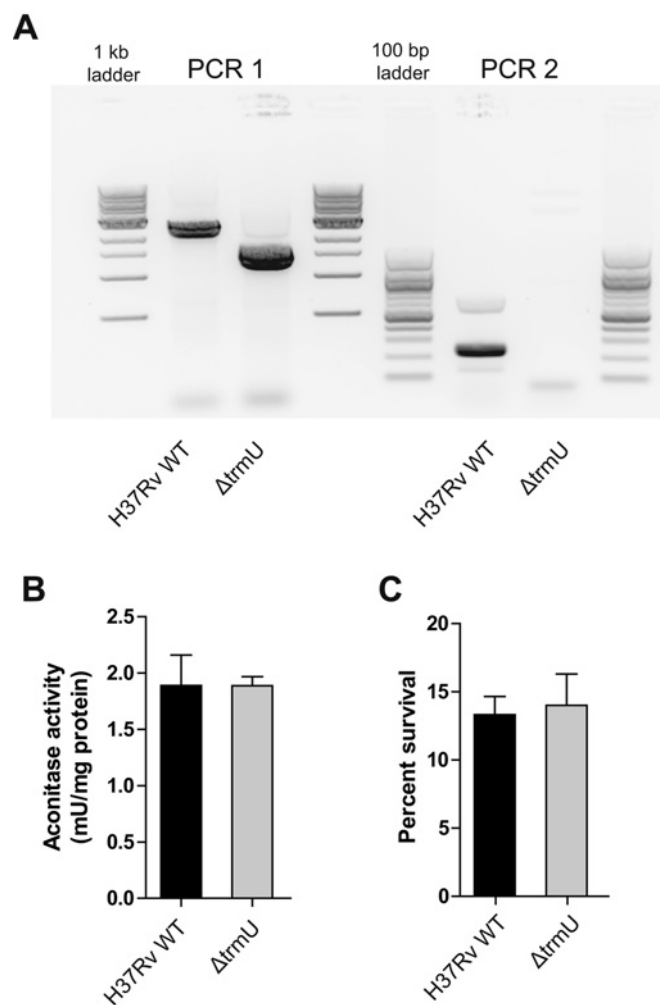 A
1 kb
ladder
PCR 1
100 bp
ladder
PCR 2
H37Rv WT
ΔtrmU
H37Rv WT
ΔtrmU
B
Aconitase activity
(mU/mg protein)
2.5
2.0
1.5
1.0
0.5
0.0
H37Rv WT
ΔtrmU
C
Percent survival
20
15
10
5
0
H37Rv WT
ΔtrmU